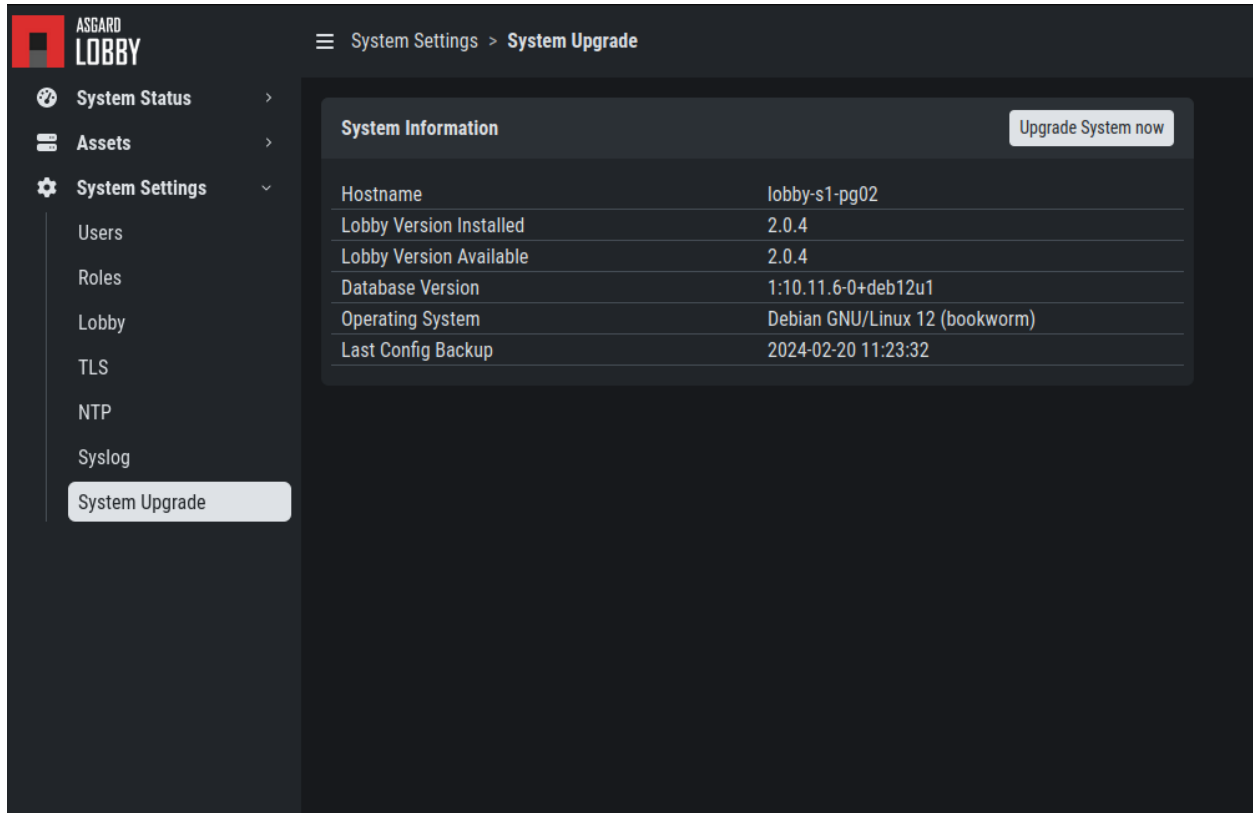 ASGARD
LOBBY
System Settings > System Upgrade
System Status
Assets
System Settings
Users
Roles
Lobby
TLS
NTP
Syslog
System Upgrade
System Information
Upgrade System now
Hostname lobby-s1-pg02
Lobby Version Installed 2.0.4
Lobby Version Available 2.0.4
Database Version 1:10.11.6-0+deb12u1
Operating System Debian GNU/Linux 12 (bookworm)
Last Config Backup 2024-02-20 11:23:32